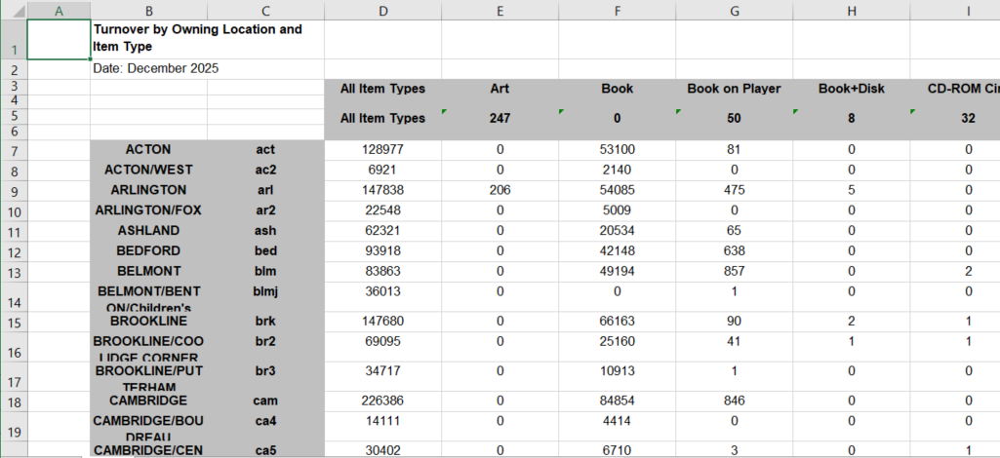 A B C D E F G H I
1 Turnover by Owning Location and
Item Type
2 Date: December 2025
3 All Item Types Art Book Book on Player Book+Disk CD-ROM Cir
4
5 All Item Types 247 0 50 8 32
6
7 ACTON act 128977 0 53100 81 0 0
8 ACTON/WEST ac2 6921 0 2140 0 0 0
9 ARLINGTON arl 147838 206 54085 475 5 0
10 ARLINGTON/FOX ar2 22548 0 5009 0 0 0
11 ASHLAND ash 62321 0 20534 65 0 0
12 BEDFORD bed 93918 0 42148 638 0 0
13 BELMONT blm 83863 0 49194 857 0 2
BELMONT/BENT blmj 36013 0 0 1 0 0
14 ON/Children's
15 BROOKLINE brk 147680 0 66163 90 2 1
BROOKLINE/COO br2 69095 0 25160 41 1 1
16 LIDGE CORNER
BROOKLINE/PUT br3 34717 0 10913 1 0 0
17 TERHAM
18 CAMBRIDGE cam 226386 0 84854 846 0 0
CAMBRIDGE/BOU ca4 14111 0 4414 0 0 0
19 DREAU
CAMBRIDGE/CEN ca5 30402 0 6710 3 0 1